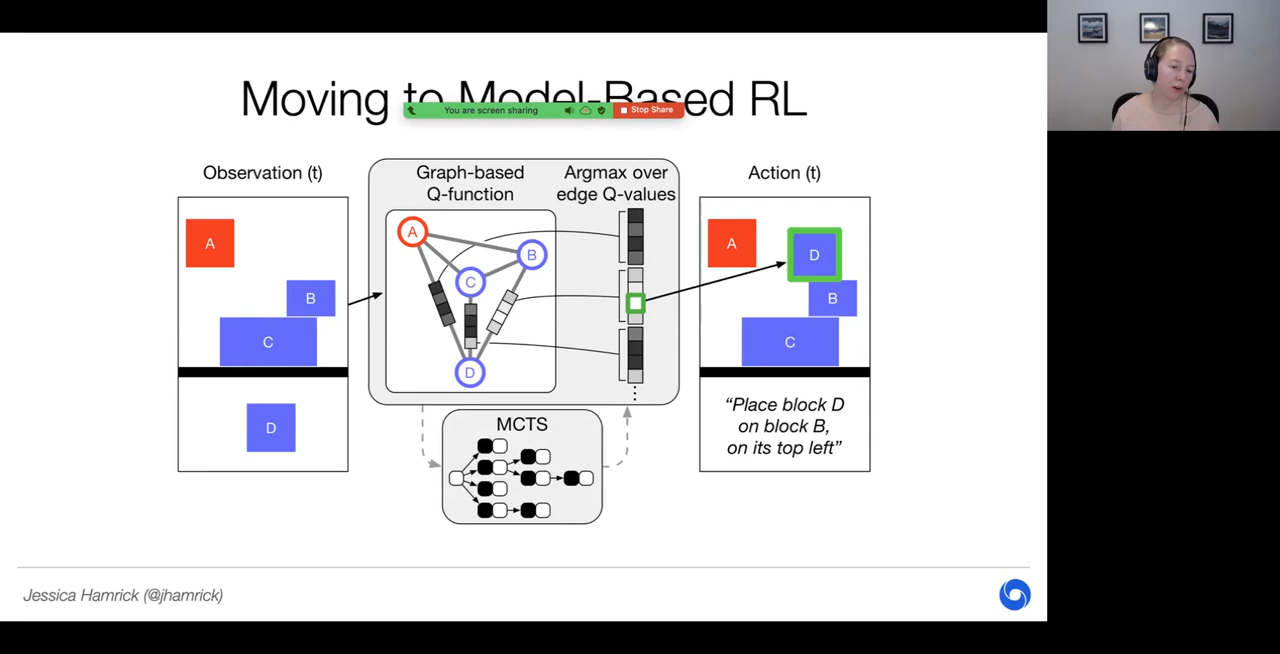 Moving to Model-Based RL
You are screen sharing
Stop Share
Observation (t)
Graph-based
Q-function
Argmax over
edge Q-values
Action (t)
A
B
C
D
A
B
C
D
A
D
B
C
"Place block D
on block B,
on its top left"
MCTS
Jessica Hamrick (@jhamrick)